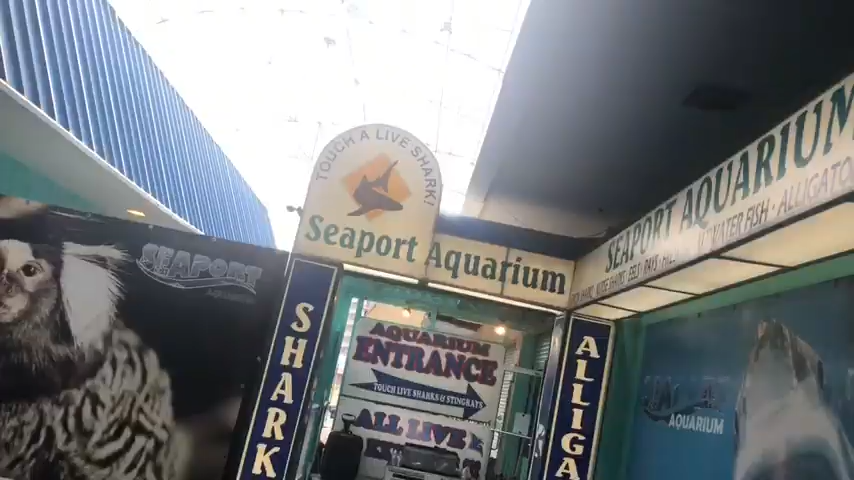 TOUCH A LIVE SHARK!
Seaport Aquarium
SEAPORT
Aquarium
SHARK
AQUARIUM
ENTRANCE
TOUCH LIVE SHARKS & STINGRAYS
ALL LIVE
ALLIGA
SEAPORT AQUARIUM
WATER FISH • ALLIGATO
AQUARIUM